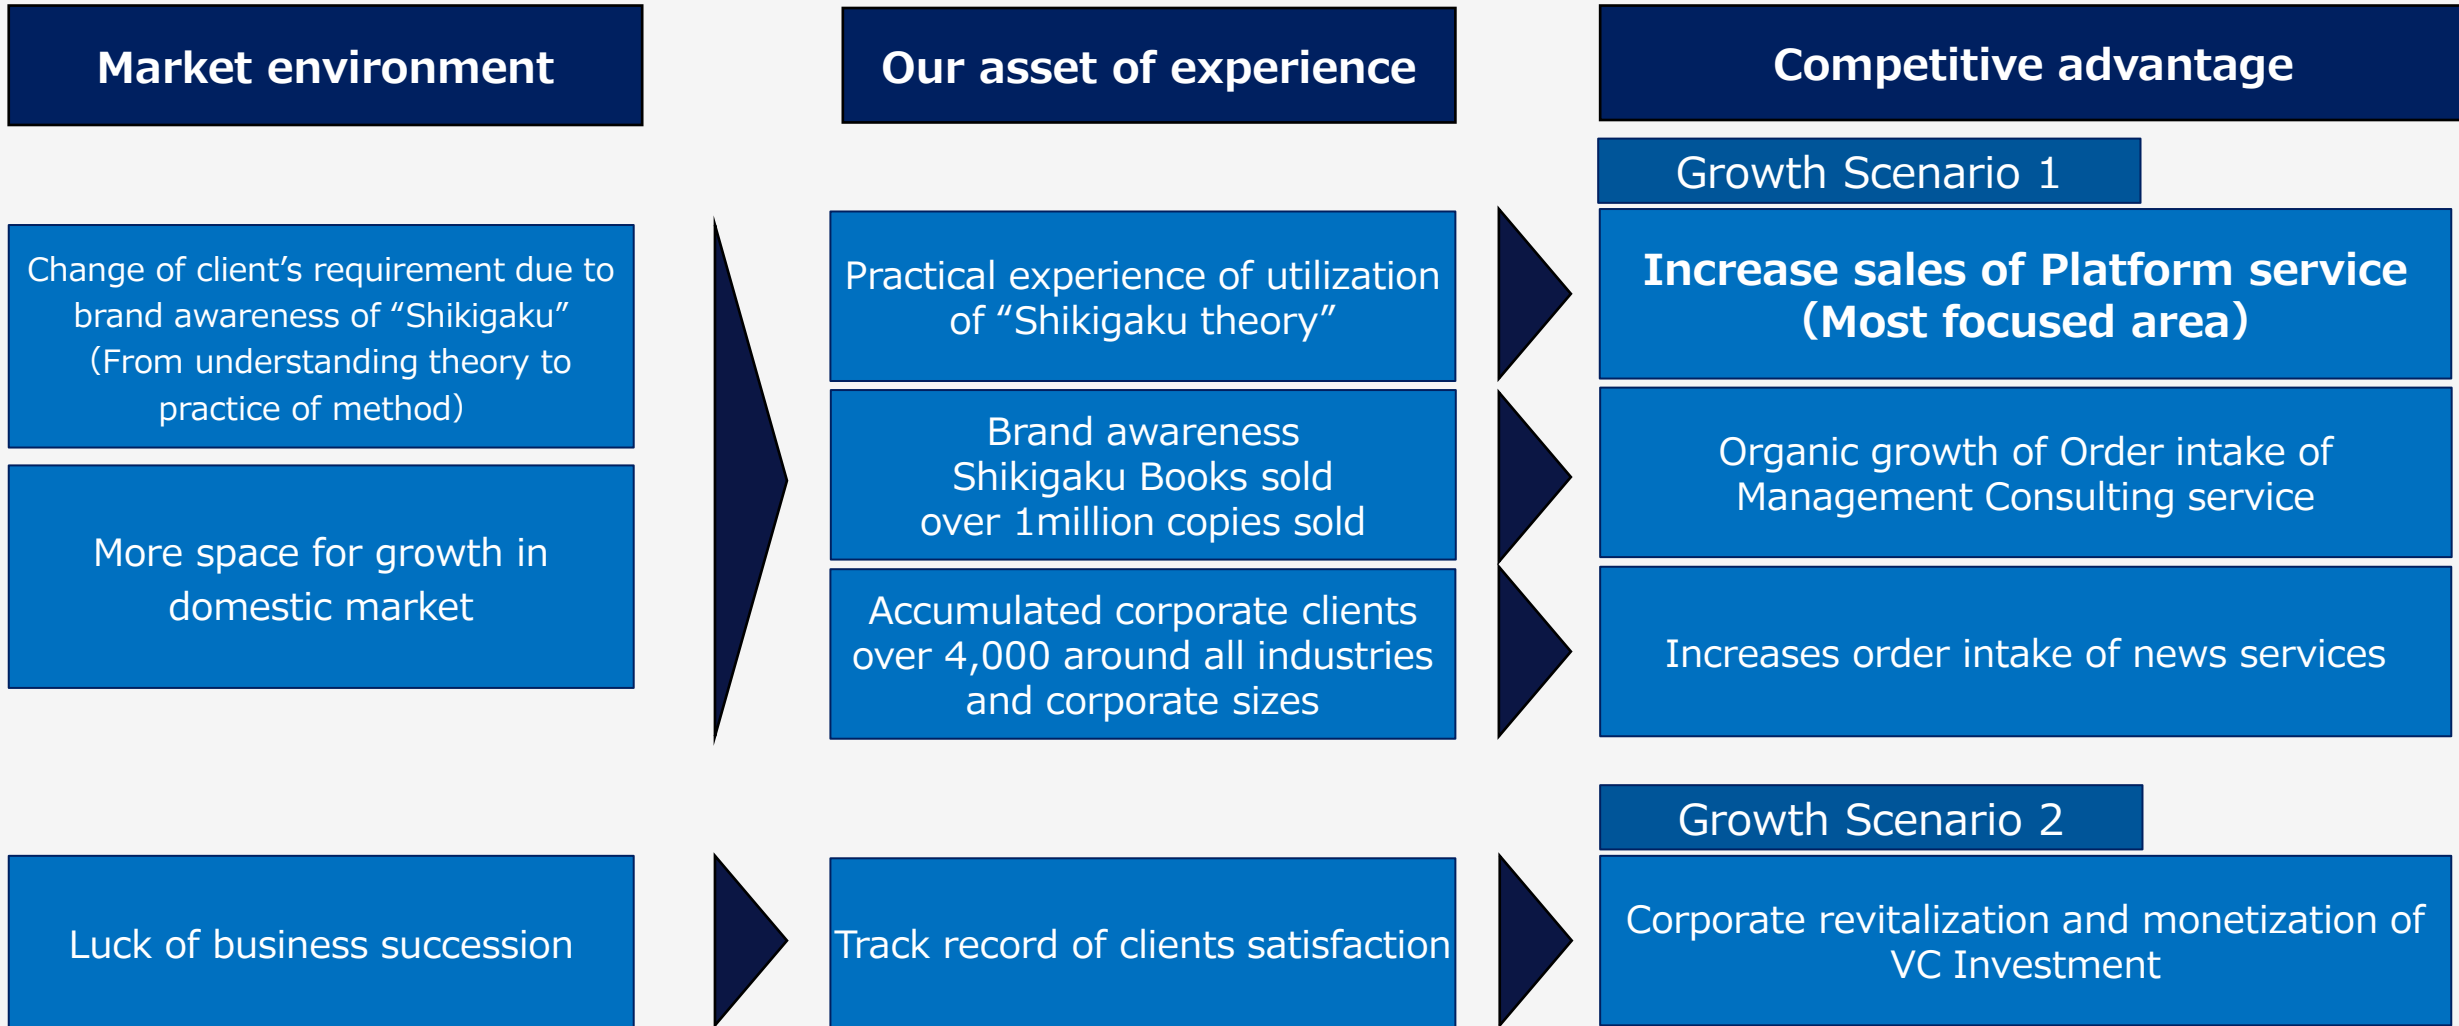 Market environment
Our asset of experience
Competitive advantage
Growth Scenario 1
Change of client’s requirement due to
brand awareness of “Shikigaku”
（From understanding theory to
practice of method）
More space for growth in
domestic market
Practical experience of utilization
of “Shikigaku theory”
Brand awareness
Shikigaku Books sold
over 1million copies sold
Accumulated corporate clients
over 4,000 around all industries
and corporate sizes
Increase sales of Platform service
（Most focused area）
Organic growth of Order intake of
Management Consulting service
Increases order intake of news services
Growth Scenario 2
Luck of business succession
Track record of clients satisfaction
Corporate revitalization and monetization of
VC Investment